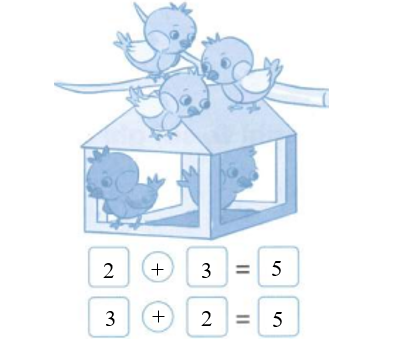 2 + 3 = 5
3 + 2 = 5